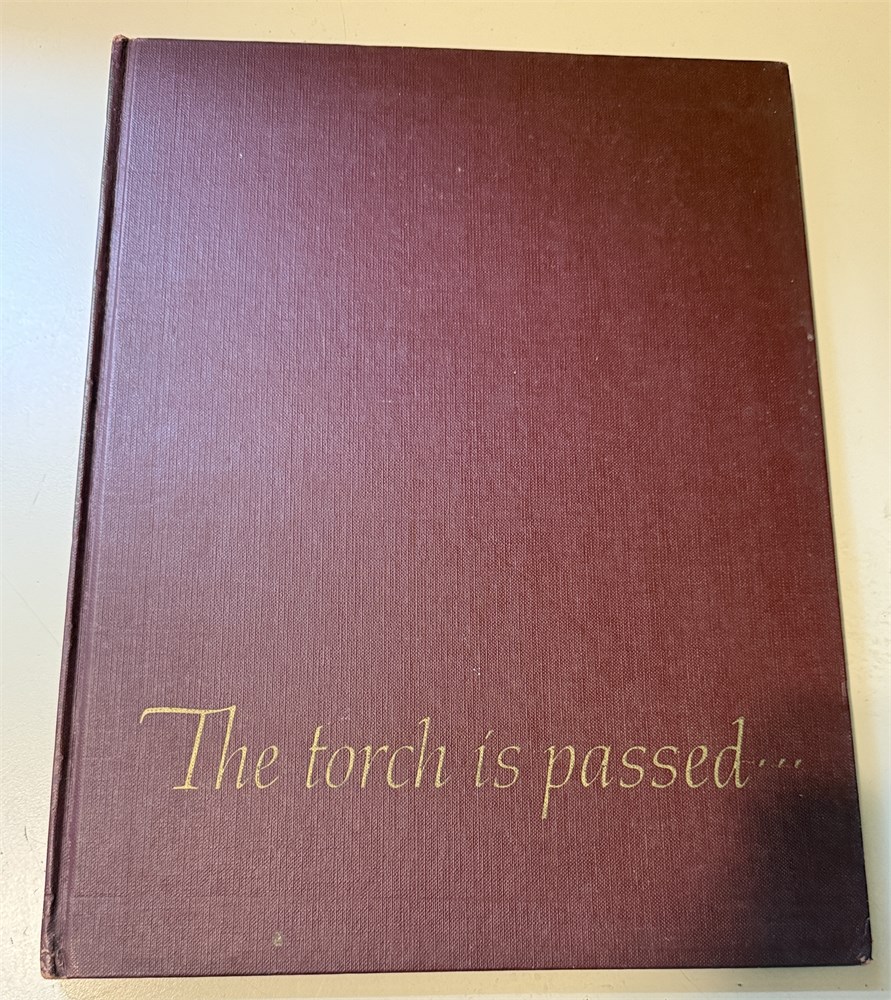 The torch is passed...